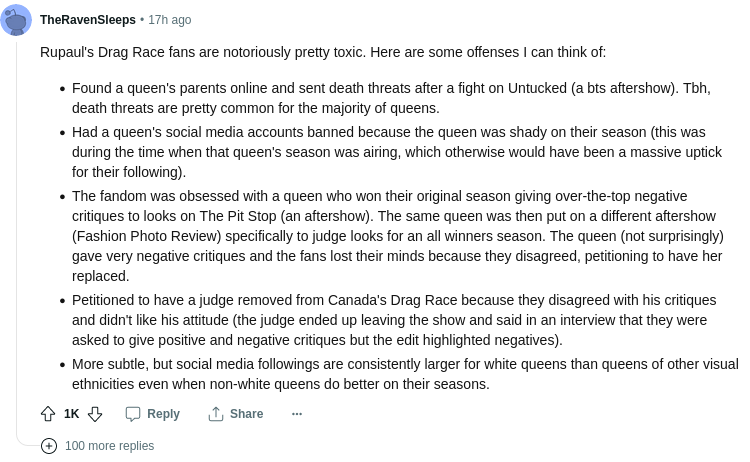 TheRavenSleeps • 17h ago
Rupaul's Drag Race fans are notoriously pretty toxic. Here are some offenses I can think of:
• Found a queen's parents online and sent death threats after a fight on Untucked (a bts aftershow). Tbh,
death threats are pretty common for the majority of queens.
• Had a queen's social media accounts banned because the queen was shady on their season (this was
during the time when that queen's season was airing, which otherwise would have been a massive uptick
for their following).
• The fandom was obsessed with a queen who won their original season giving over-the-top negative
critiques to looks on The Pit Stop (an aftershow). The same queen was then put on a different aftershow
(Fashion Photo Review) specifically to judge looks for an all winners season. The queen (not surprisingly)
gave very negative critiques and the fans lost their minds because they disagreed, petitioning to have her
replaced.
• Petitioned to have a judge removed from Canada's Drag Race because they disagreed with his critiques
and didn't like his attitude (the judge ended up leaving the show and said in an interview that they were
asked to give positive and negative critiques but the edit highlighted negatives).
• More subtle, but social media followings are consistently larger for white queens than queens of other visual
ethnicities even when non-white queens do better on their seasons.
1K Reply Share ...
100 more replies